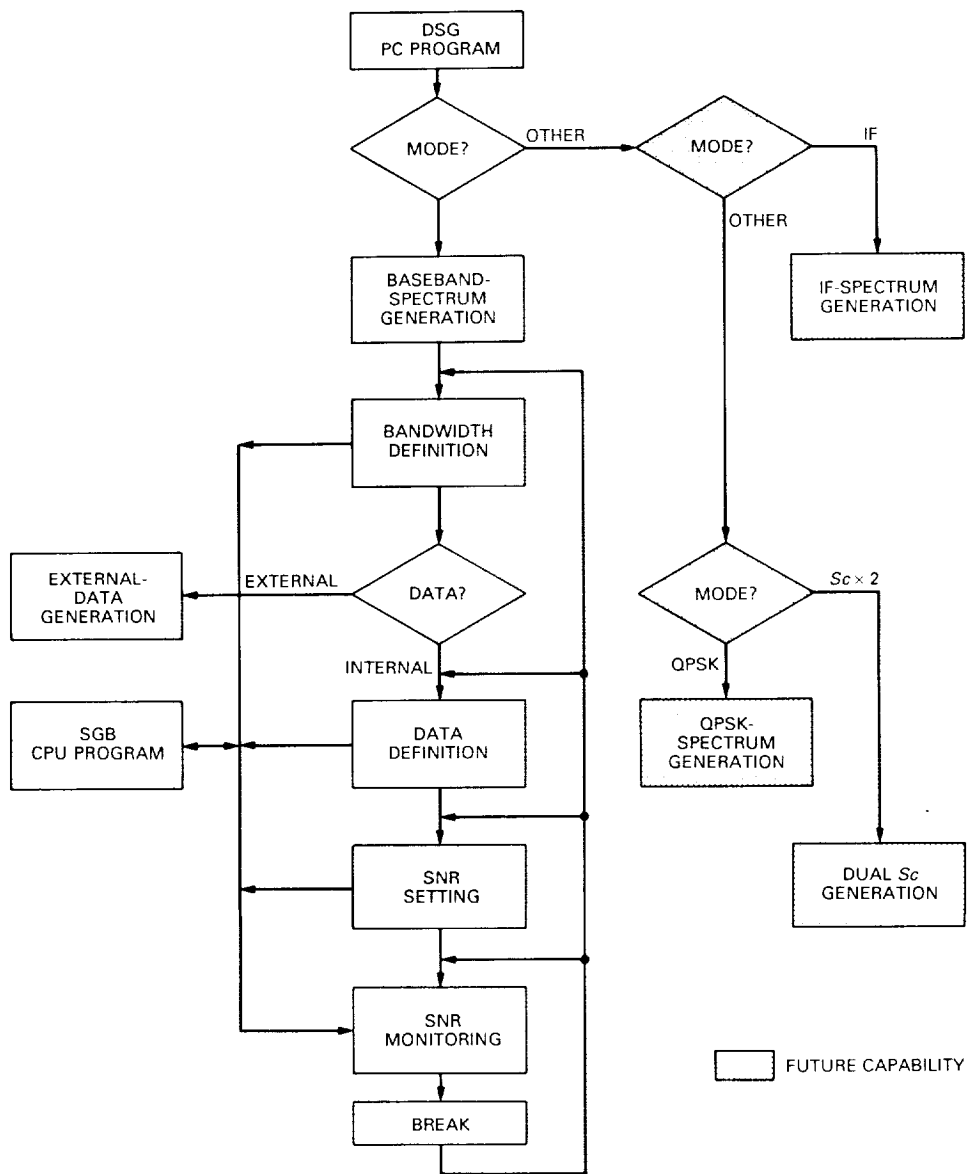 DSG
PC PROGRAM
MODE?
OTHER
MODE?
IF
OTHER
BASEBAND-
SPECTRUM
GENERATION
IF-SPECTRUM
GENERATION
BANDWIDTH
DEFINITION
EXTERNAL-
DATA
GENERATION
EXTERNAL
DATA?
MODE?
Sc × 2
INTERNAL
QPSK
SGB
CPU PROGRAM
DATA
DEFINITION
QPSK-
SPECTRUM
GENERATION
SNR
SETTING
DUAL Sc
GENERATION
SNR
MONITORING
FUTURE CAPABILITY
BREAK